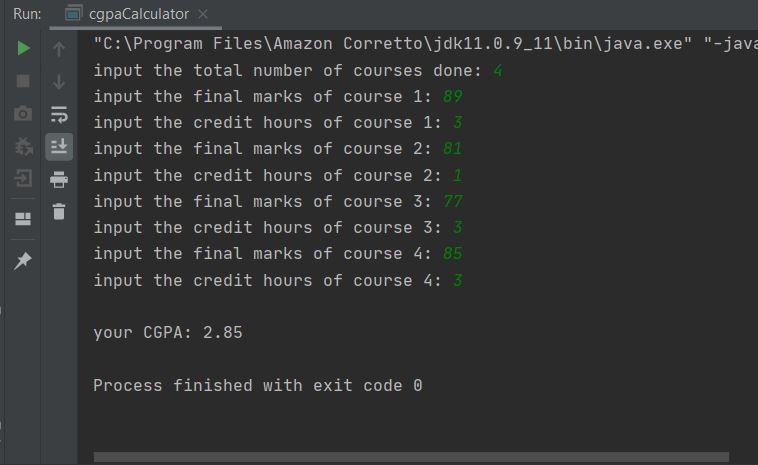 Run: cgpaCalculator
"C:\Program Files\Amazon Corretto\jdk11.0.9_11\bin\java.exe" "-java
input the total number of courses done: 4
input the final marks of course 1: 89
input the credit hours of course 1: 3
input the final marks of course 2: 81
input the credit hours of course 2: 1
input the final marks of course 3: 77
input the credit hours of course 3: 3
input the final marks of course 4: 85
input the credit hours of course 4: 3
your CGPA: 2.85
Process finished with exit code 0